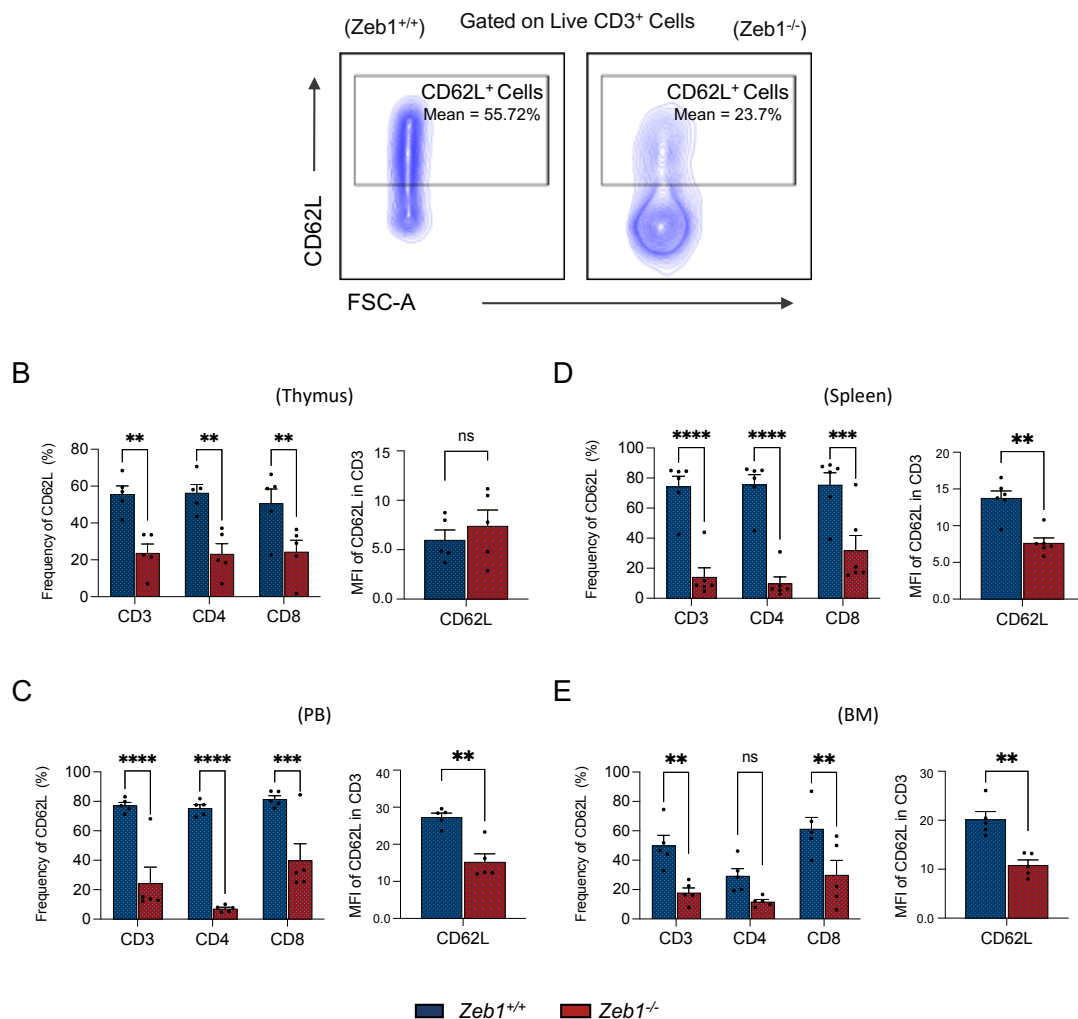 Gated on Live CD3+ Cells
(Zeb1+/+)
(Zeb1-/-)
CD62L+ Cells
Mean = 55.72%
CD62L+ Cells
Mean = 23.7%
CD62L
FSC-A
B
(Thymus)
Frequency of CD62L (%)
80
60
40
20
0
**
**
**
CD3
CD4
CD8
MFI of CD62L in CD3
15.0
10.0
5.0
0.0
ns
CD62L
D
(Spleen)
Frequency of CD62L (%)
100
80
60
40
20
0
****
****
***
CD3
CD4
CD8
MFI of CD62L in CD3
20
15
10
5
0.0
**
CD62L
C
(PB)
Frequency of CD62L (%)
100
80
60
40
20
0
****
****
***
CD3
CD4
CD8
MFI of CD62L in CD3
40
30
20
10
0.0
**
CD62L
E
(BM)
Frequency of CD62L (%)
100
80
60
40
20
0
**
ns
**
CD3
CD4
CD8
MFI of CD62L in CD3
30
20
10
0.0
**
CD62L
Zeb1+/+
Zeb1-/-